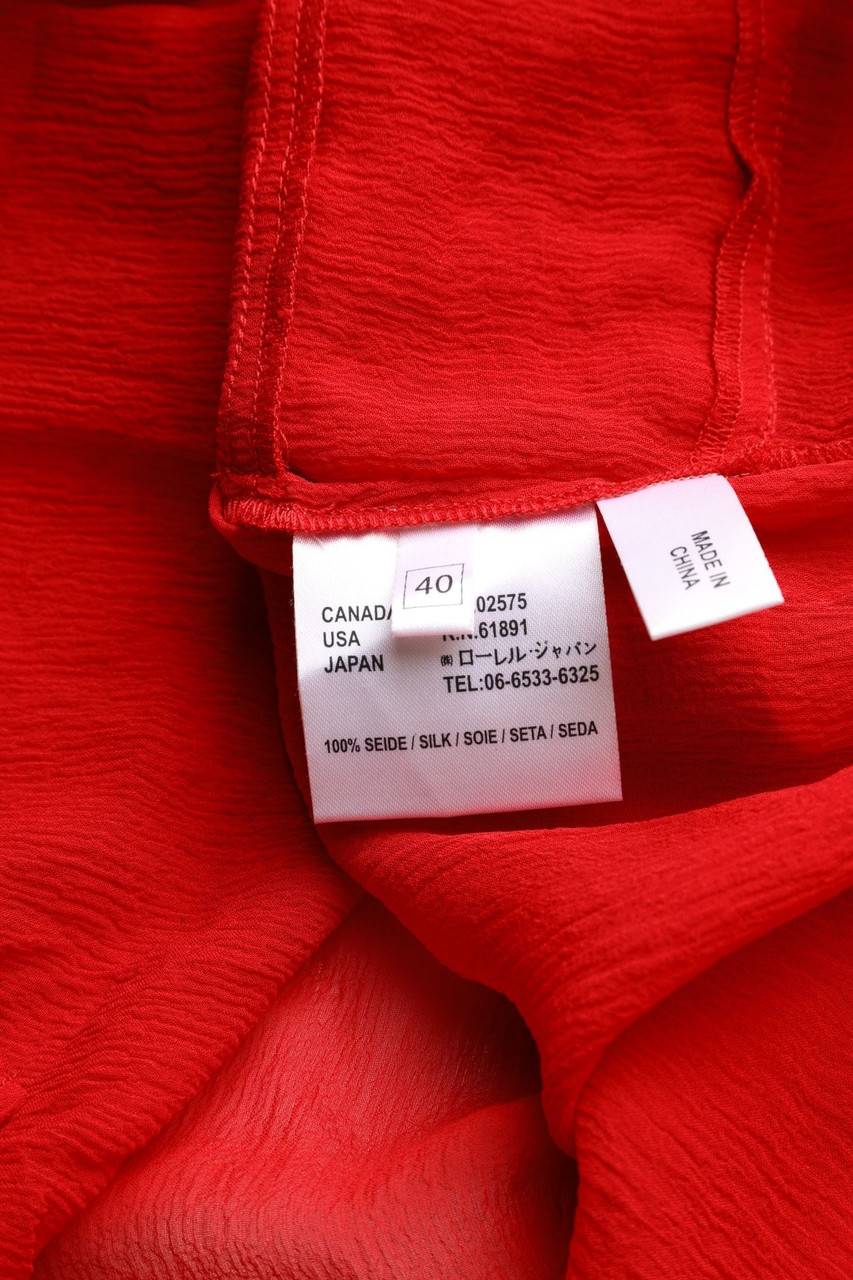 40
CANADA .02575
USA R.N.61891
JAPAN ㈱ ローレル・ジャパン
TEL:06-6533-6325
100% SEIDE / SILK / SOIE / SETA / SEDA
MADE IN
CHINA